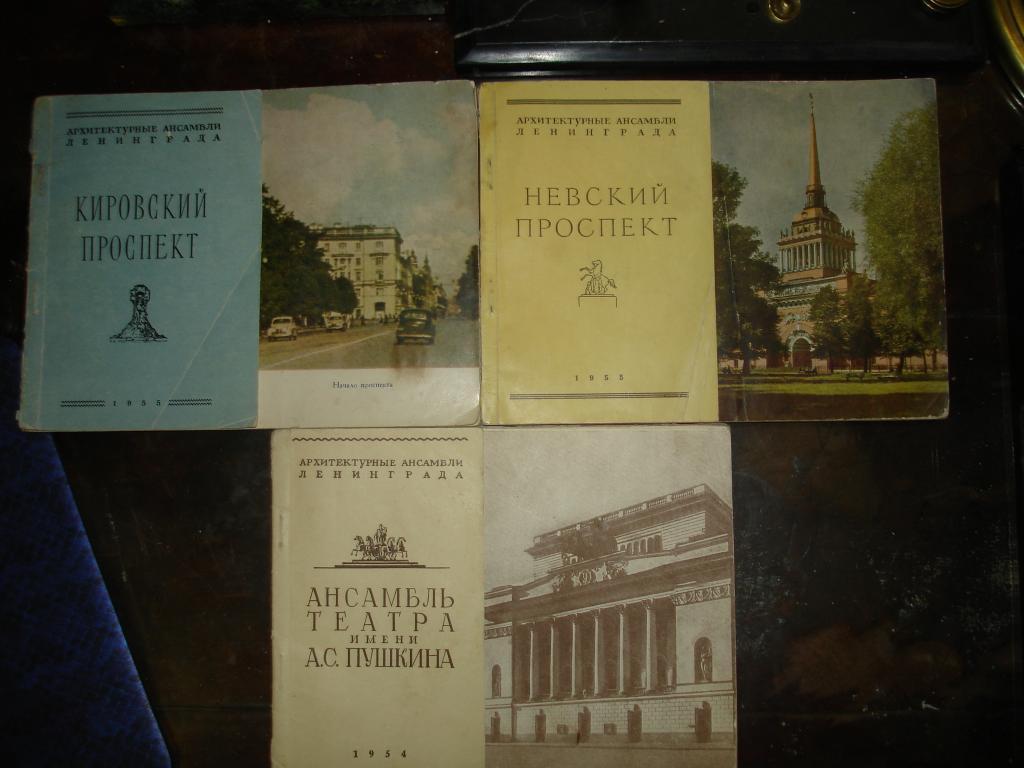 АРХИТЕКТУРНЫЕ АНСАМБЛИ
ЛЕНИНГРАДА
КИРОВСКИЙ
ПРОСПЕКТ
1955
Начало проспекта
АРХИТЕКТУРНЫЕ АНСАМБЛИ
ЛЕНИНГРАДА
НЕВСКИЙ
ПРОСПЕКТ
1955
АРХИТЕКТУРНЫЕ АНСАМБЛИ
ЛЕНИНГРАДА
АНСАМБЛЬ
ТЕАТРА
ИМЕНИ
А.С. ПУШКИНА
1954